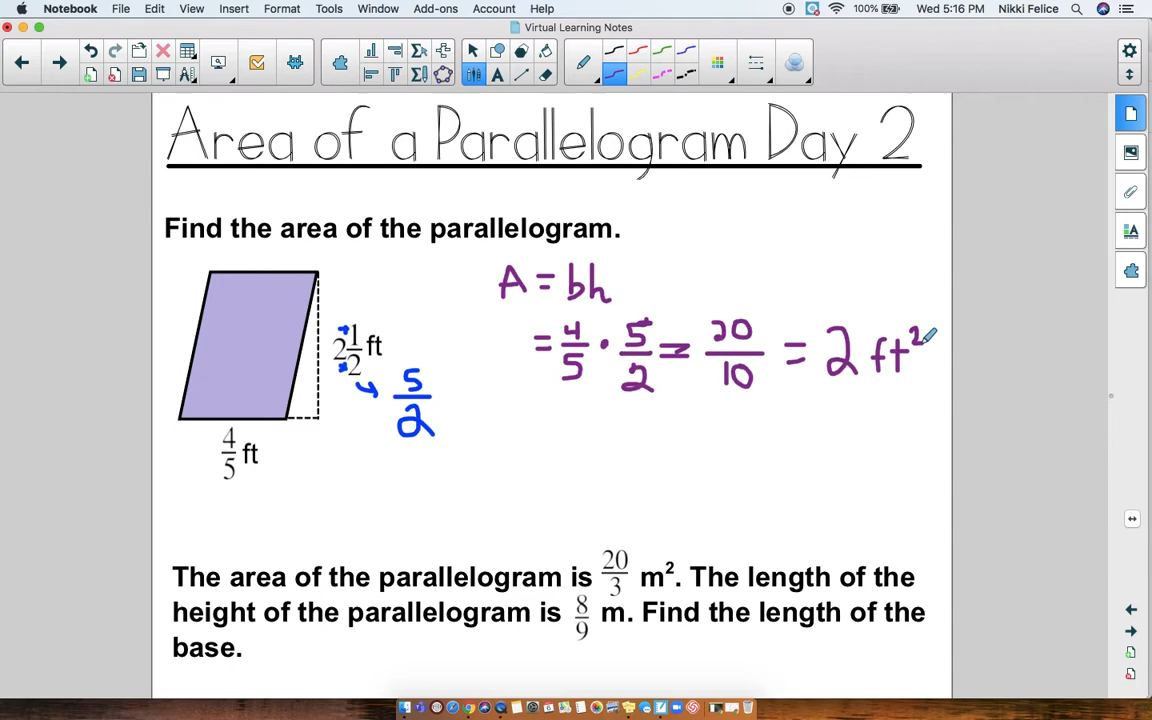 Notebook File Edit View Insert Format Tools Window Add-ons Account Help 100% Wed 5:16 PM Nikki Felice
Virtual Learning Notes
Area of a Parallelogram Day 2
Find the area of the parallelogram.
A = bh
= 4/5 • 5/2 = 20/10 = 2 ft²
2 1/2 ft
5/2
4/5 ft
The area of the parallelogram is 20/3 m². The length of the
height of the parallelogram is 8/9 m. Find the length of the
base.